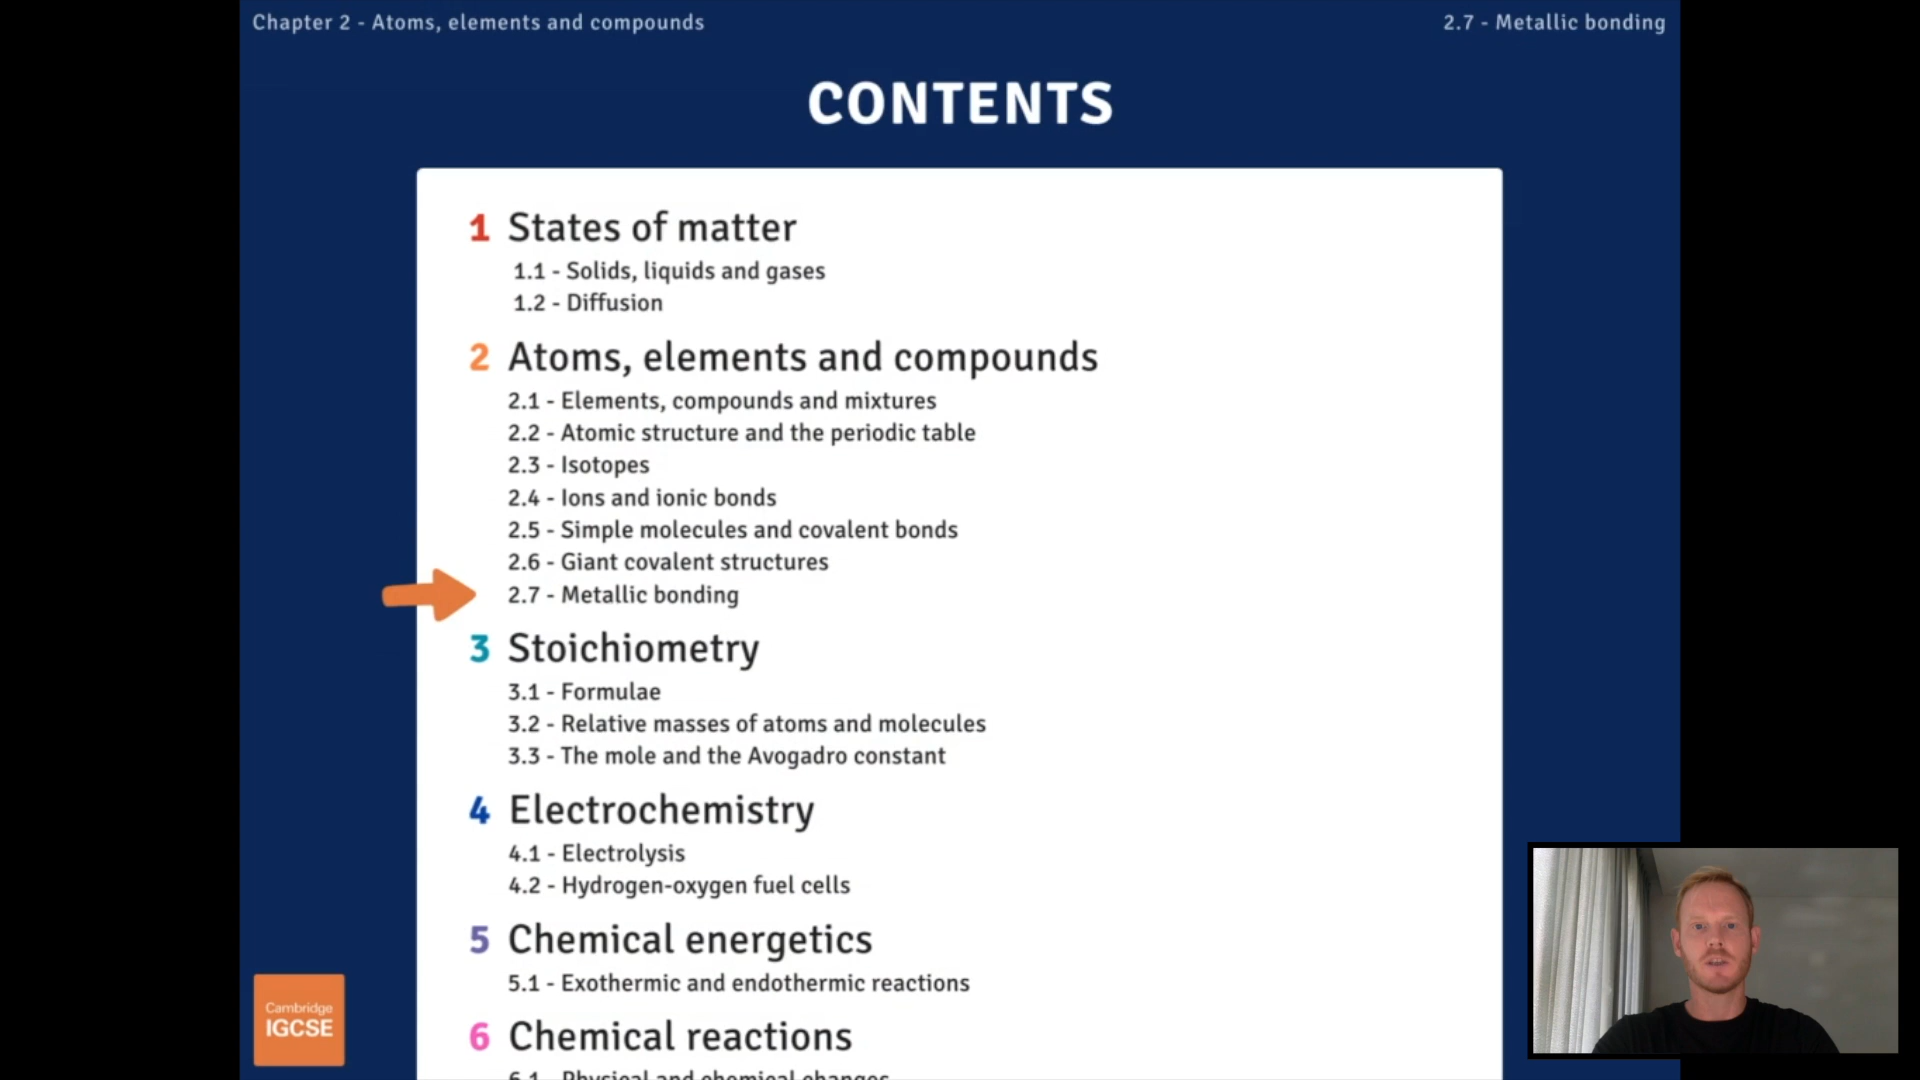 Chapter 2 - Atoms, elements and compounds
2.7 - Metallic bonding
CONTENTS
1 States of matter
1.1 - Solids, liquids and gases
1.2 - Diffusion
2 Atoms, elements and compounds
2.1 - Elements, compounds and mixtures
2.2 - Atomic structure and the periodic table
2.3 - Isotopes
2.4 - Ions and ionic bonds
2.5 - Simple molecules and covalent bonds
2.6 - Giant covalent structures
2.7 - Metallic bonding
3 Stoichiometry
3.1 - Formulae
3.2 - Relative masses of atoms and molecules
3.3 - The mole and the Avogadro constant
4 Electrochemistry
4.1 - Electrolysis
4.2 - Hydrogen-oxygen fuel cells
5 Chemical energetics
5.1 - Exothermic and endothermic reactions
6 Chemical reactions
6.1 - Physical and chemical changes
Cambridge
IGCSE